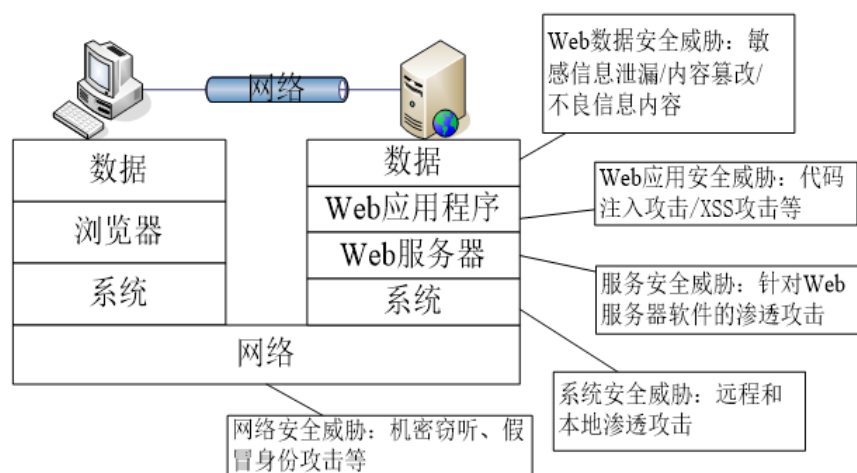 网络
Web数据安全威胁：敏
感信息泄漏/内容篡改/
不良信息内容
数据
浏览器
系统
数据
Web应用程序
Web服务器
系统
网络
Web应用安全威胁：代码
注入攻击/XSS攻击等
服务安全威胁：针对Web
服务器软件的渗透攻击
系统安全威胁：远程和
本地渗透攻击
网络安全威胁：机密窃听、假
冒身份攻击等